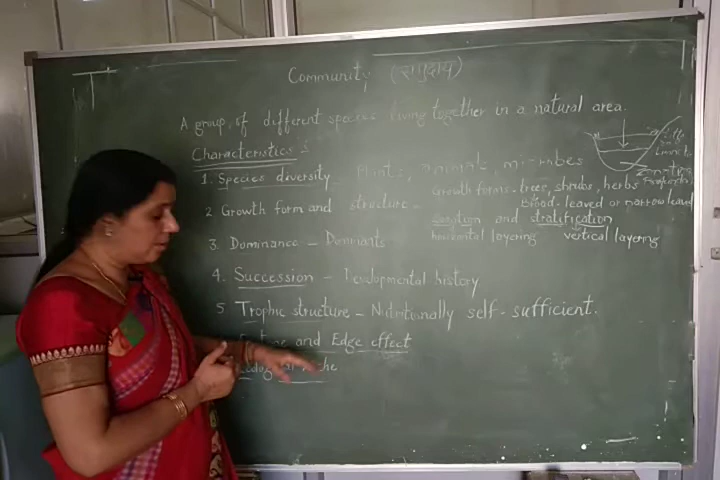 Community (समुदाय)
A group of different species living together in a natural area.
Characteristics
1. Species diversity - Plants, animals, microbes
Growth forms - trees, shrubs, herbs
2. Growth form and structure - Broad-leaved or narrow leaved
zonation and stratification
horizontal layering vertical layering
3. Dominance - Dominants
4. Succession - Developmental history
5 Trophic structure - Nutritionally self-sufficient.
and Edge effect